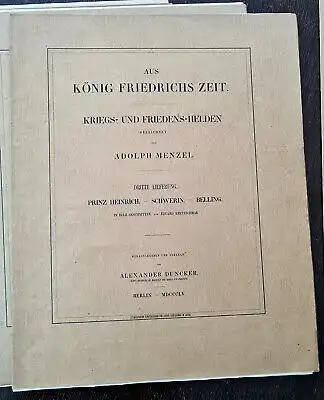 AUS
KÖNIG FRIEDRICHS ZEIT.
KRIEGS- UND FRIEDENS-HELDEN
GEZEICHNET
VON
ADOLPH MENZEL.
DRITTE LIEFERUNG.
PRINZ HEINRICH. — SCHWERIN. — BELLING.
IN HOLZ GESCHNITTEN VON EDUARD KRETZSCHMAR
HERAUSGEGEBEN UND VERLEGT
VON
ALEXANDER DUNCKER,
BERLIN — MDCCCLV.